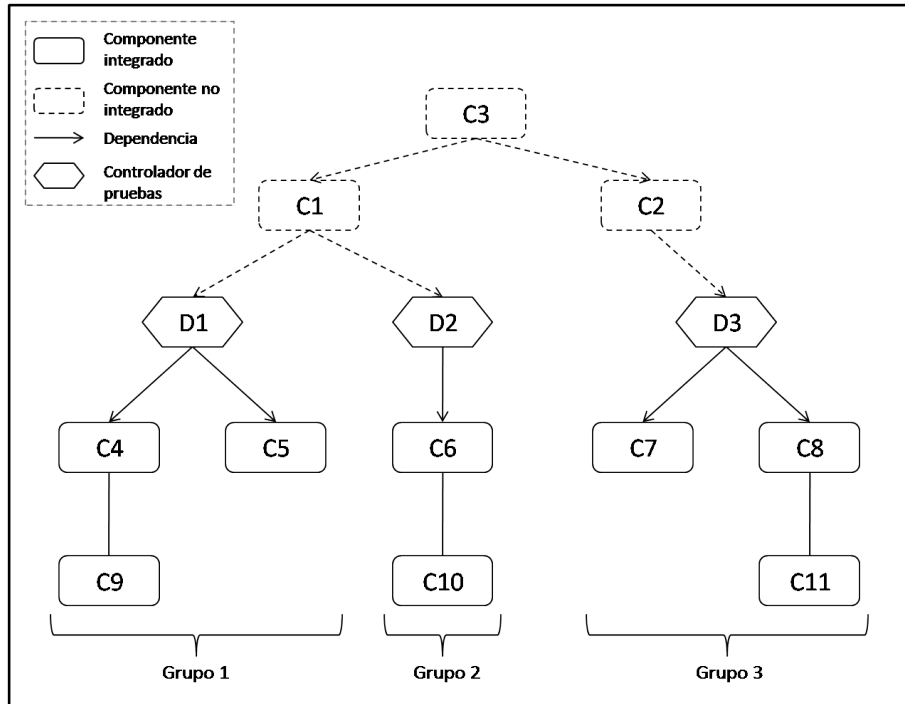 Componente
integrado
Componente no
integrado
Dependencia
Controlador de
pruebas
C3
C1
C2
D1
D2
D3
C4
C5
C6
C7
C8
C9
C10
C11
Grupo 1
Grupo 2
Grupo 3